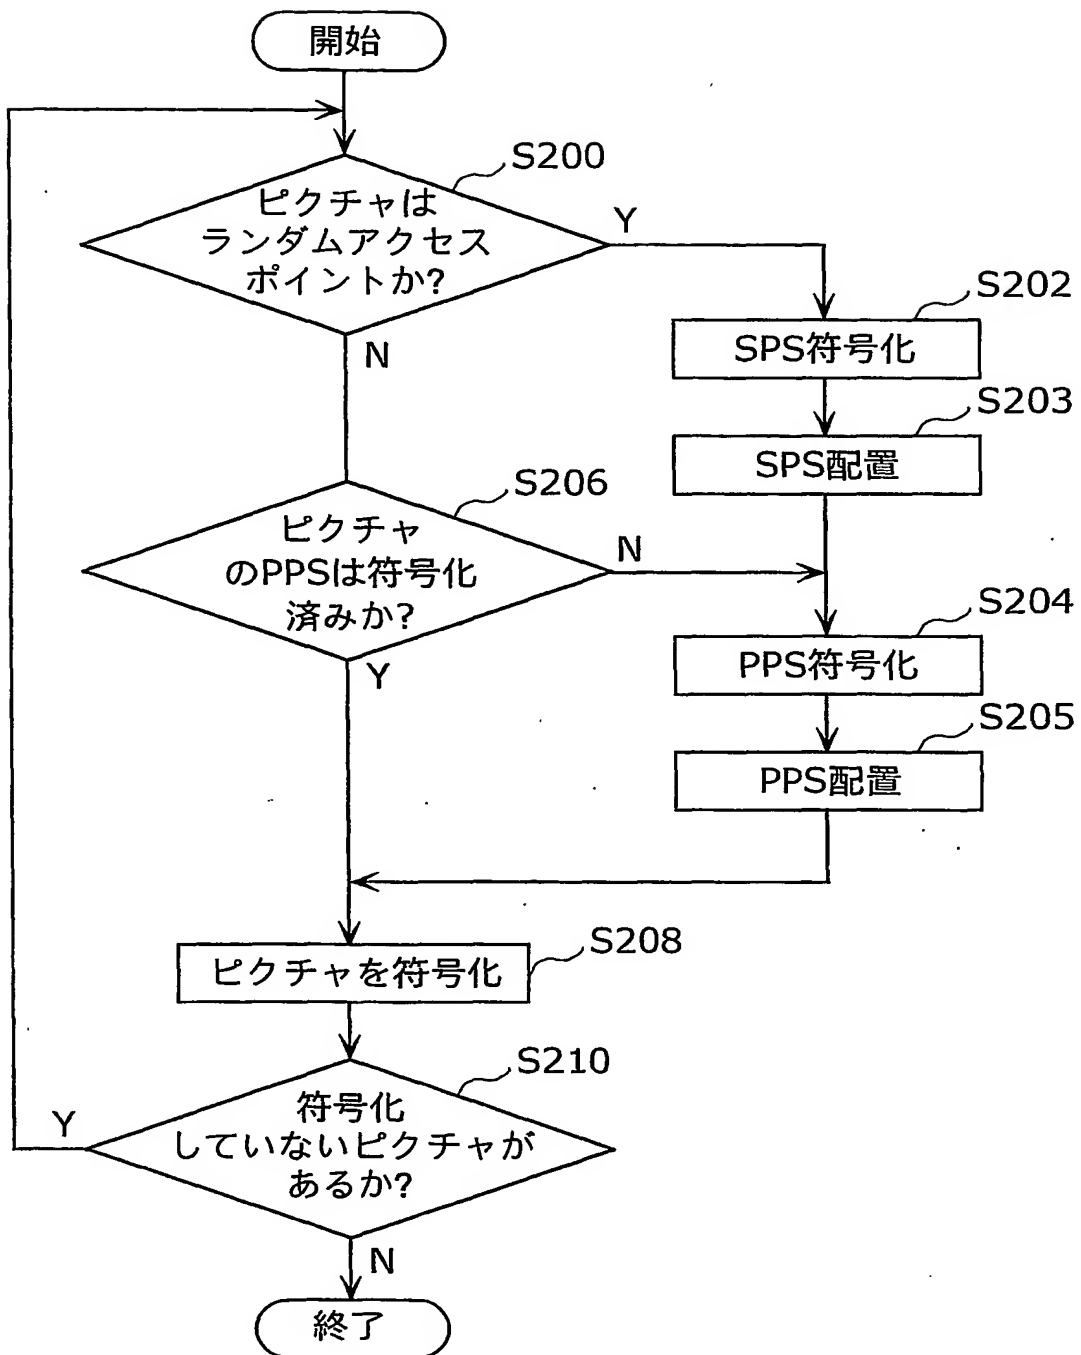 開始
S200
ピクチャは
ランダムアクセス
ポイントか?
Y
N
S202
SPS符号化
S203
SPS配置
S206
ピクチャ
のPPSは符号化
済みか?
N
Y
S204
PPS符号化
S205
PPS配置
S208
ピクチャを符号化
S210
符号化
していないピクチャが
あるか?
Y
N
終了